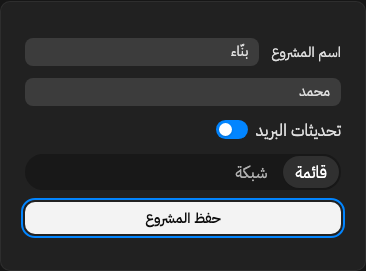 اسم المشروع بنّاء
محمد
تحديثات البريد
قائمة شبكة
حفظ المشروع